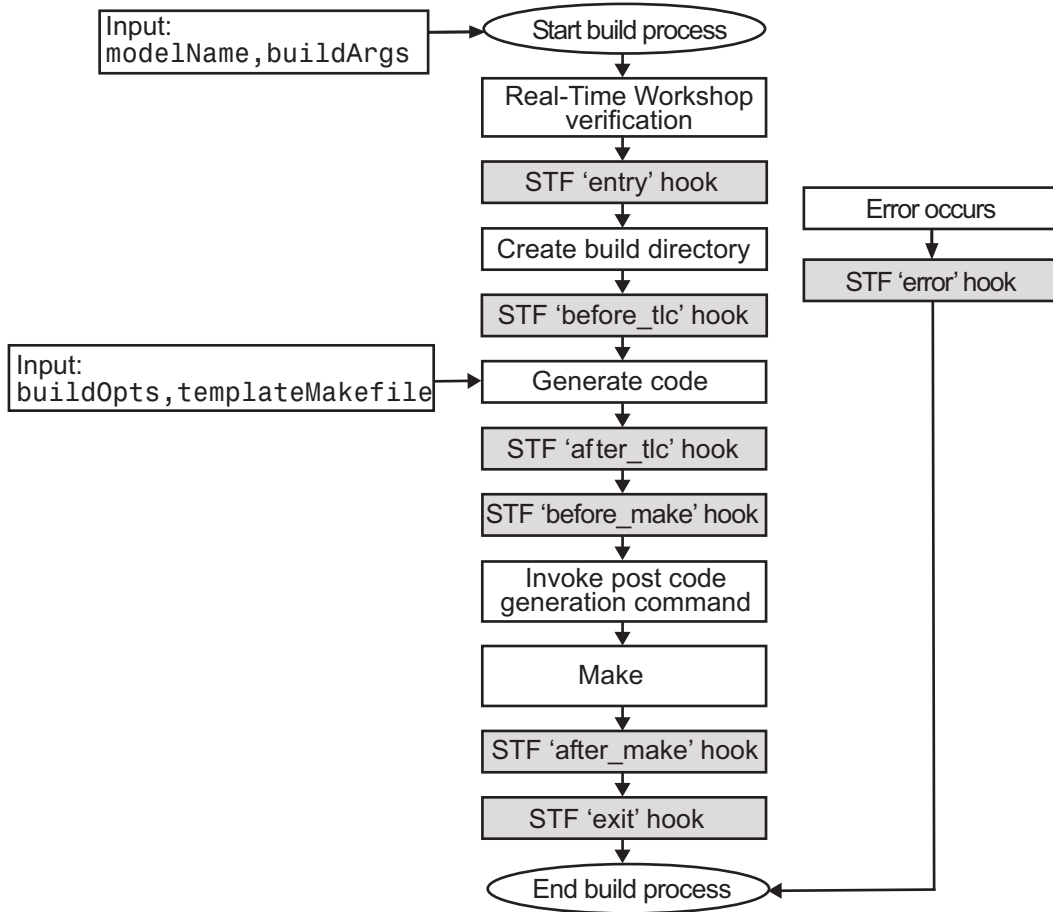 Input:
modelName,buildArgs
Start build process
Real-Time Workshop
verification
STF ‘entry’ hook
Create build directory
STF ‘before_tlc’ hook
Input:
buildOpts,templateMakefile
Generate code
STF ‘after_tlc’ hook
STF ‘before_make’ hook
Invoke post code
generation command
Make
STF ‘after_make’ hook
STF ‘exit’ hook
End build process
Error occurs
STF ‘error’ hook